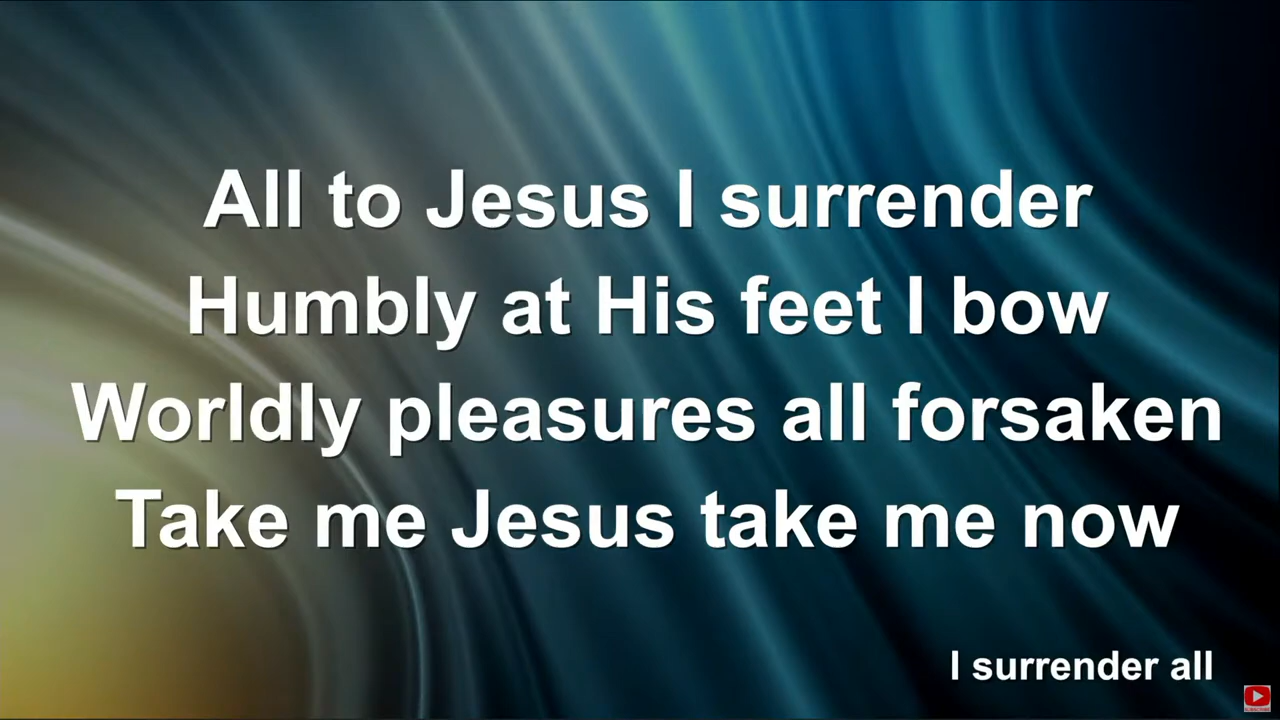 All to Jesus I surrender
Humbly at His feet I bow
Worldly pleasures all forsaken
Take me Jesus take me now
I surrender all